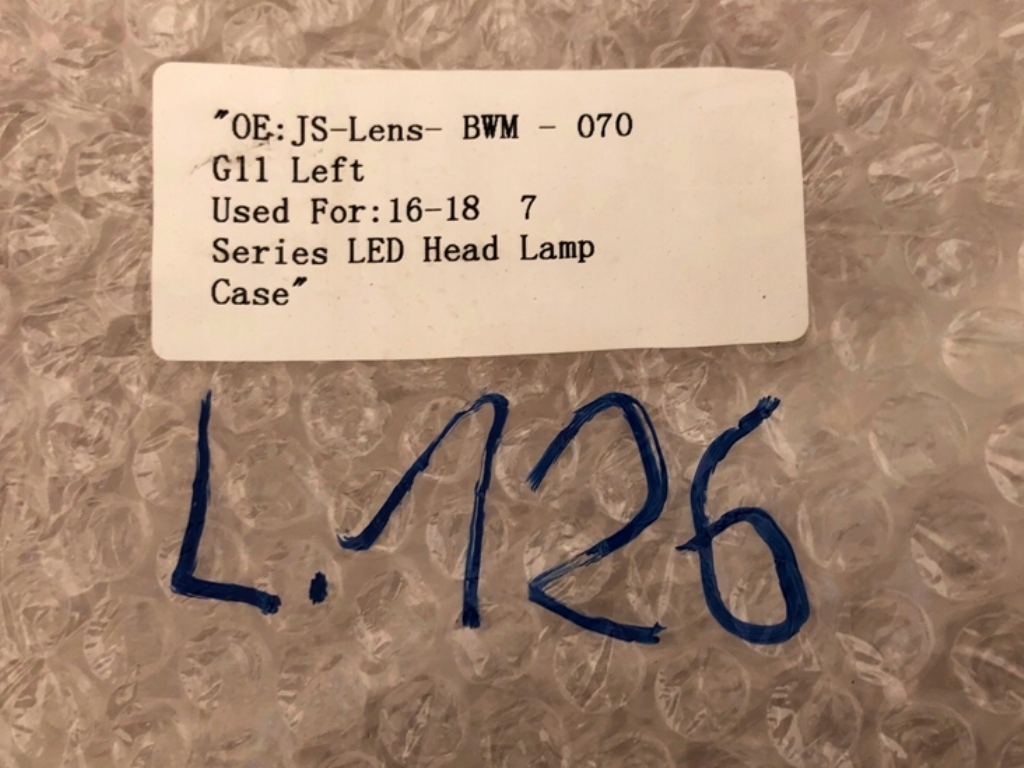 "OE:JS-Lens- BWM - 070
G11 Left
Used For:16-18 7
Series LED Head Lamp
Case"
L.126